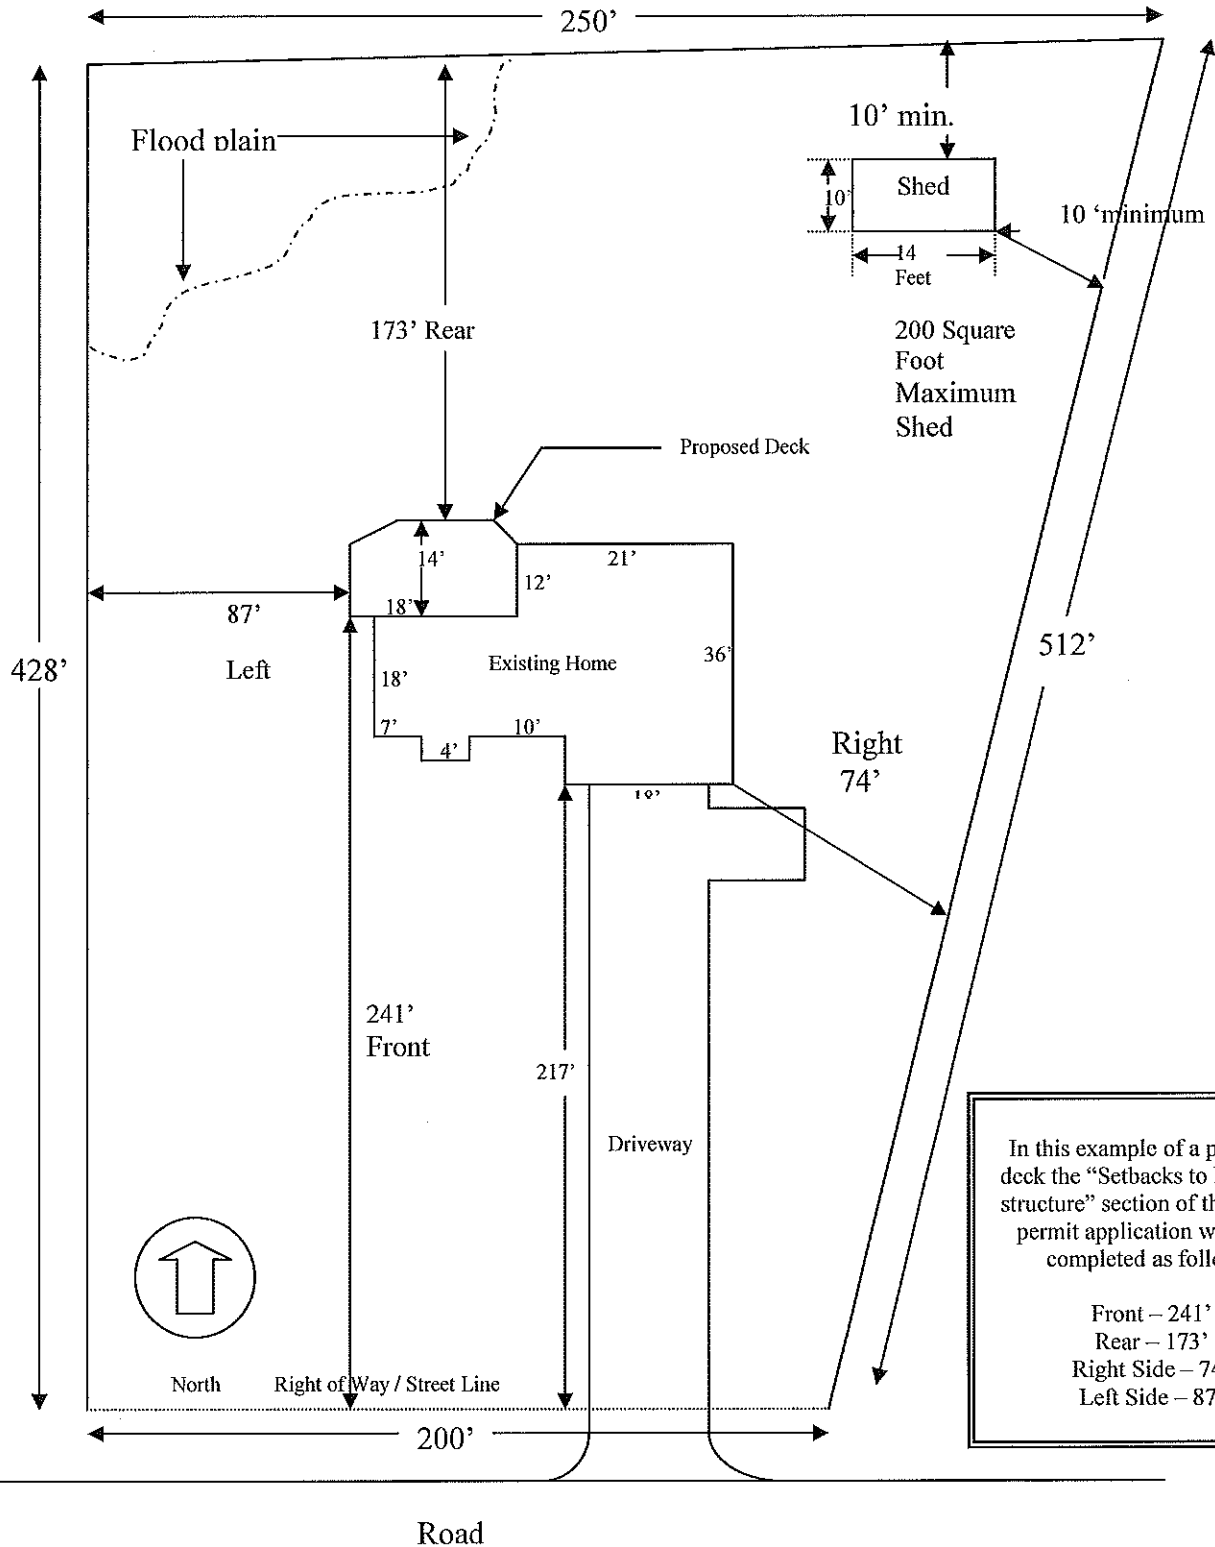 250’
Flood plain
10’ min.
Shed
10’
10 ‘minimum
14
Feet
173’ Rear
200 Square
Foot
Maximum
Shed
Proposed Deck
14’
21’
12’
87’
18’
512’
428’
Left
Existing Home
36’
18’
7’
10’
4’
Right
74’
241’
Front
217’
Driveway
In this example of a p
deck the “Setbacks to
structure” section of th
permit application w
completed as foll
Front – 241’
Rear – 173’
Right Side – 74
Left Side – 87
North
Right of Way / Street Line
200’
Road